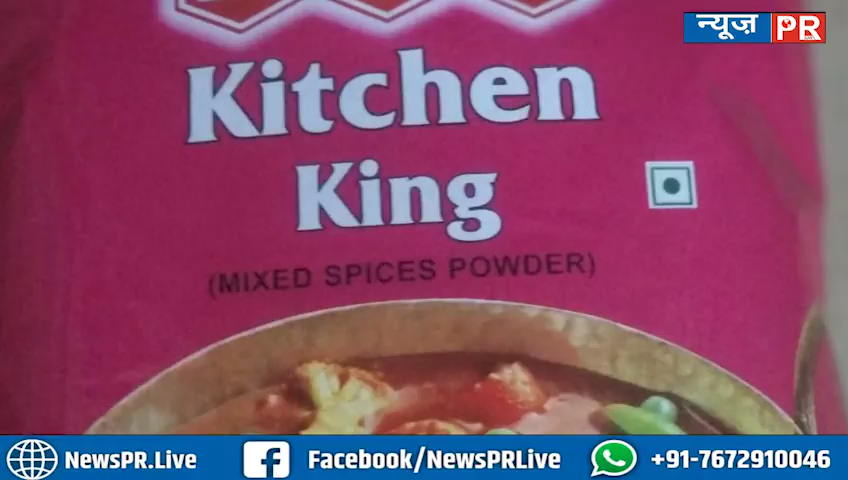 न्यूज़ PR
Kitchen
King
(MIXED SPICES POWDER)
NewsPR.Live Facebook/NewsPRLive +91-7672910046